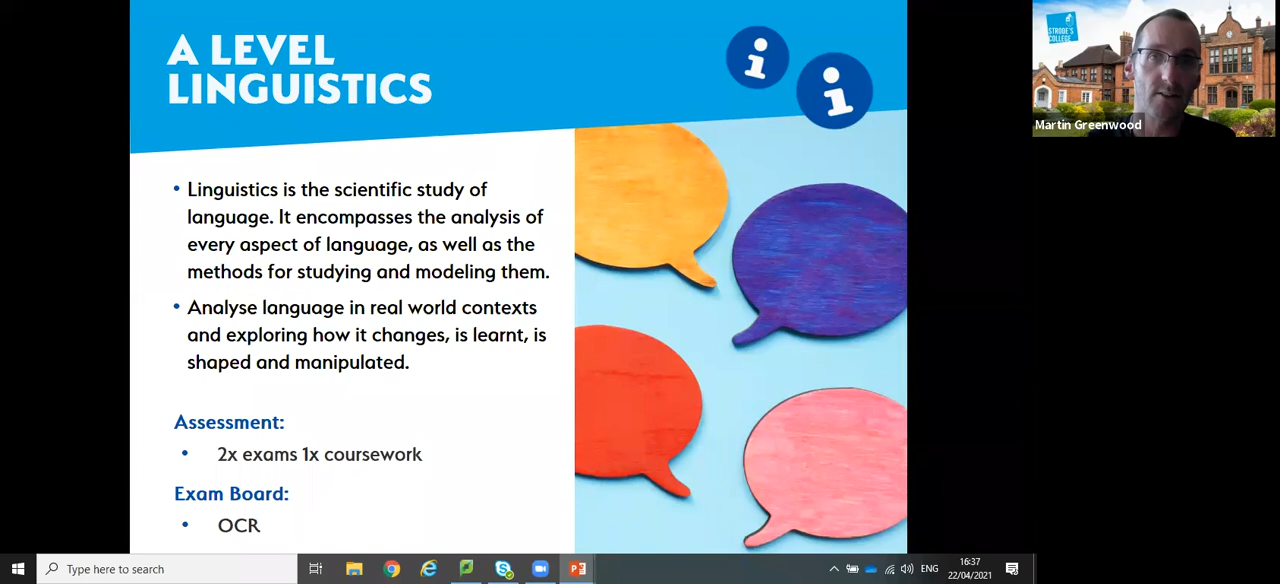 A LEVEL
LINGUISTICS
• Linguistics is the scientific study of
language. It encompasses the analysis of
every aspect of language, as well as the
methods for studying and modeling them.
• Analyse language in real world contexts
and exploring how it changes, is learnt, is
shaped and manipulated.
Assessment:
• 2x exams 1x coursework
Exam Board:
• OCR
STRODE'S
COLLEGE
Martin Greenwood
Type here to search
ENG
16:37
22/04/2021